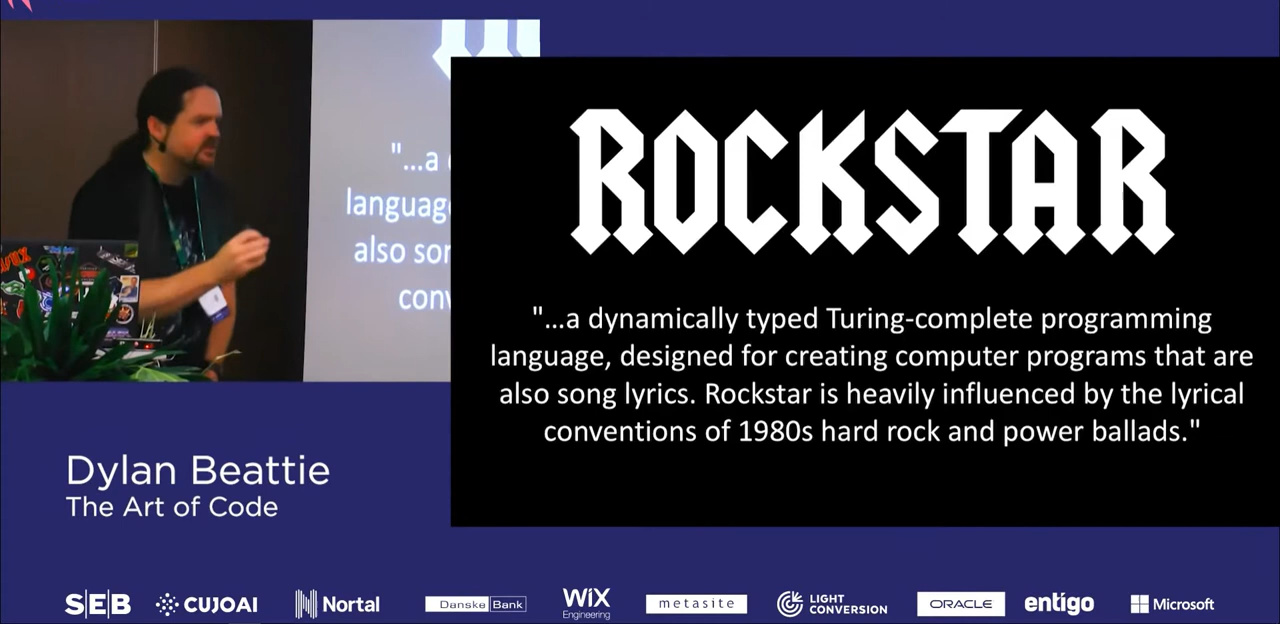 "...a
language
also sor
conv
ROCKSTAR
"...a dynamically typed Turing-complete programming
language, designed for creating computer programs that are
also song lyrics. Rockstar is heavily influenced by the lyrical
conventions of 1980s hard rock and power ballads."
Dylan Beattie
The Art of Code
SEB CUJOAI Nortal Danske Bank WiX Engineering metasite LIGHT CONVERSION ORACLE entigo Microsoft